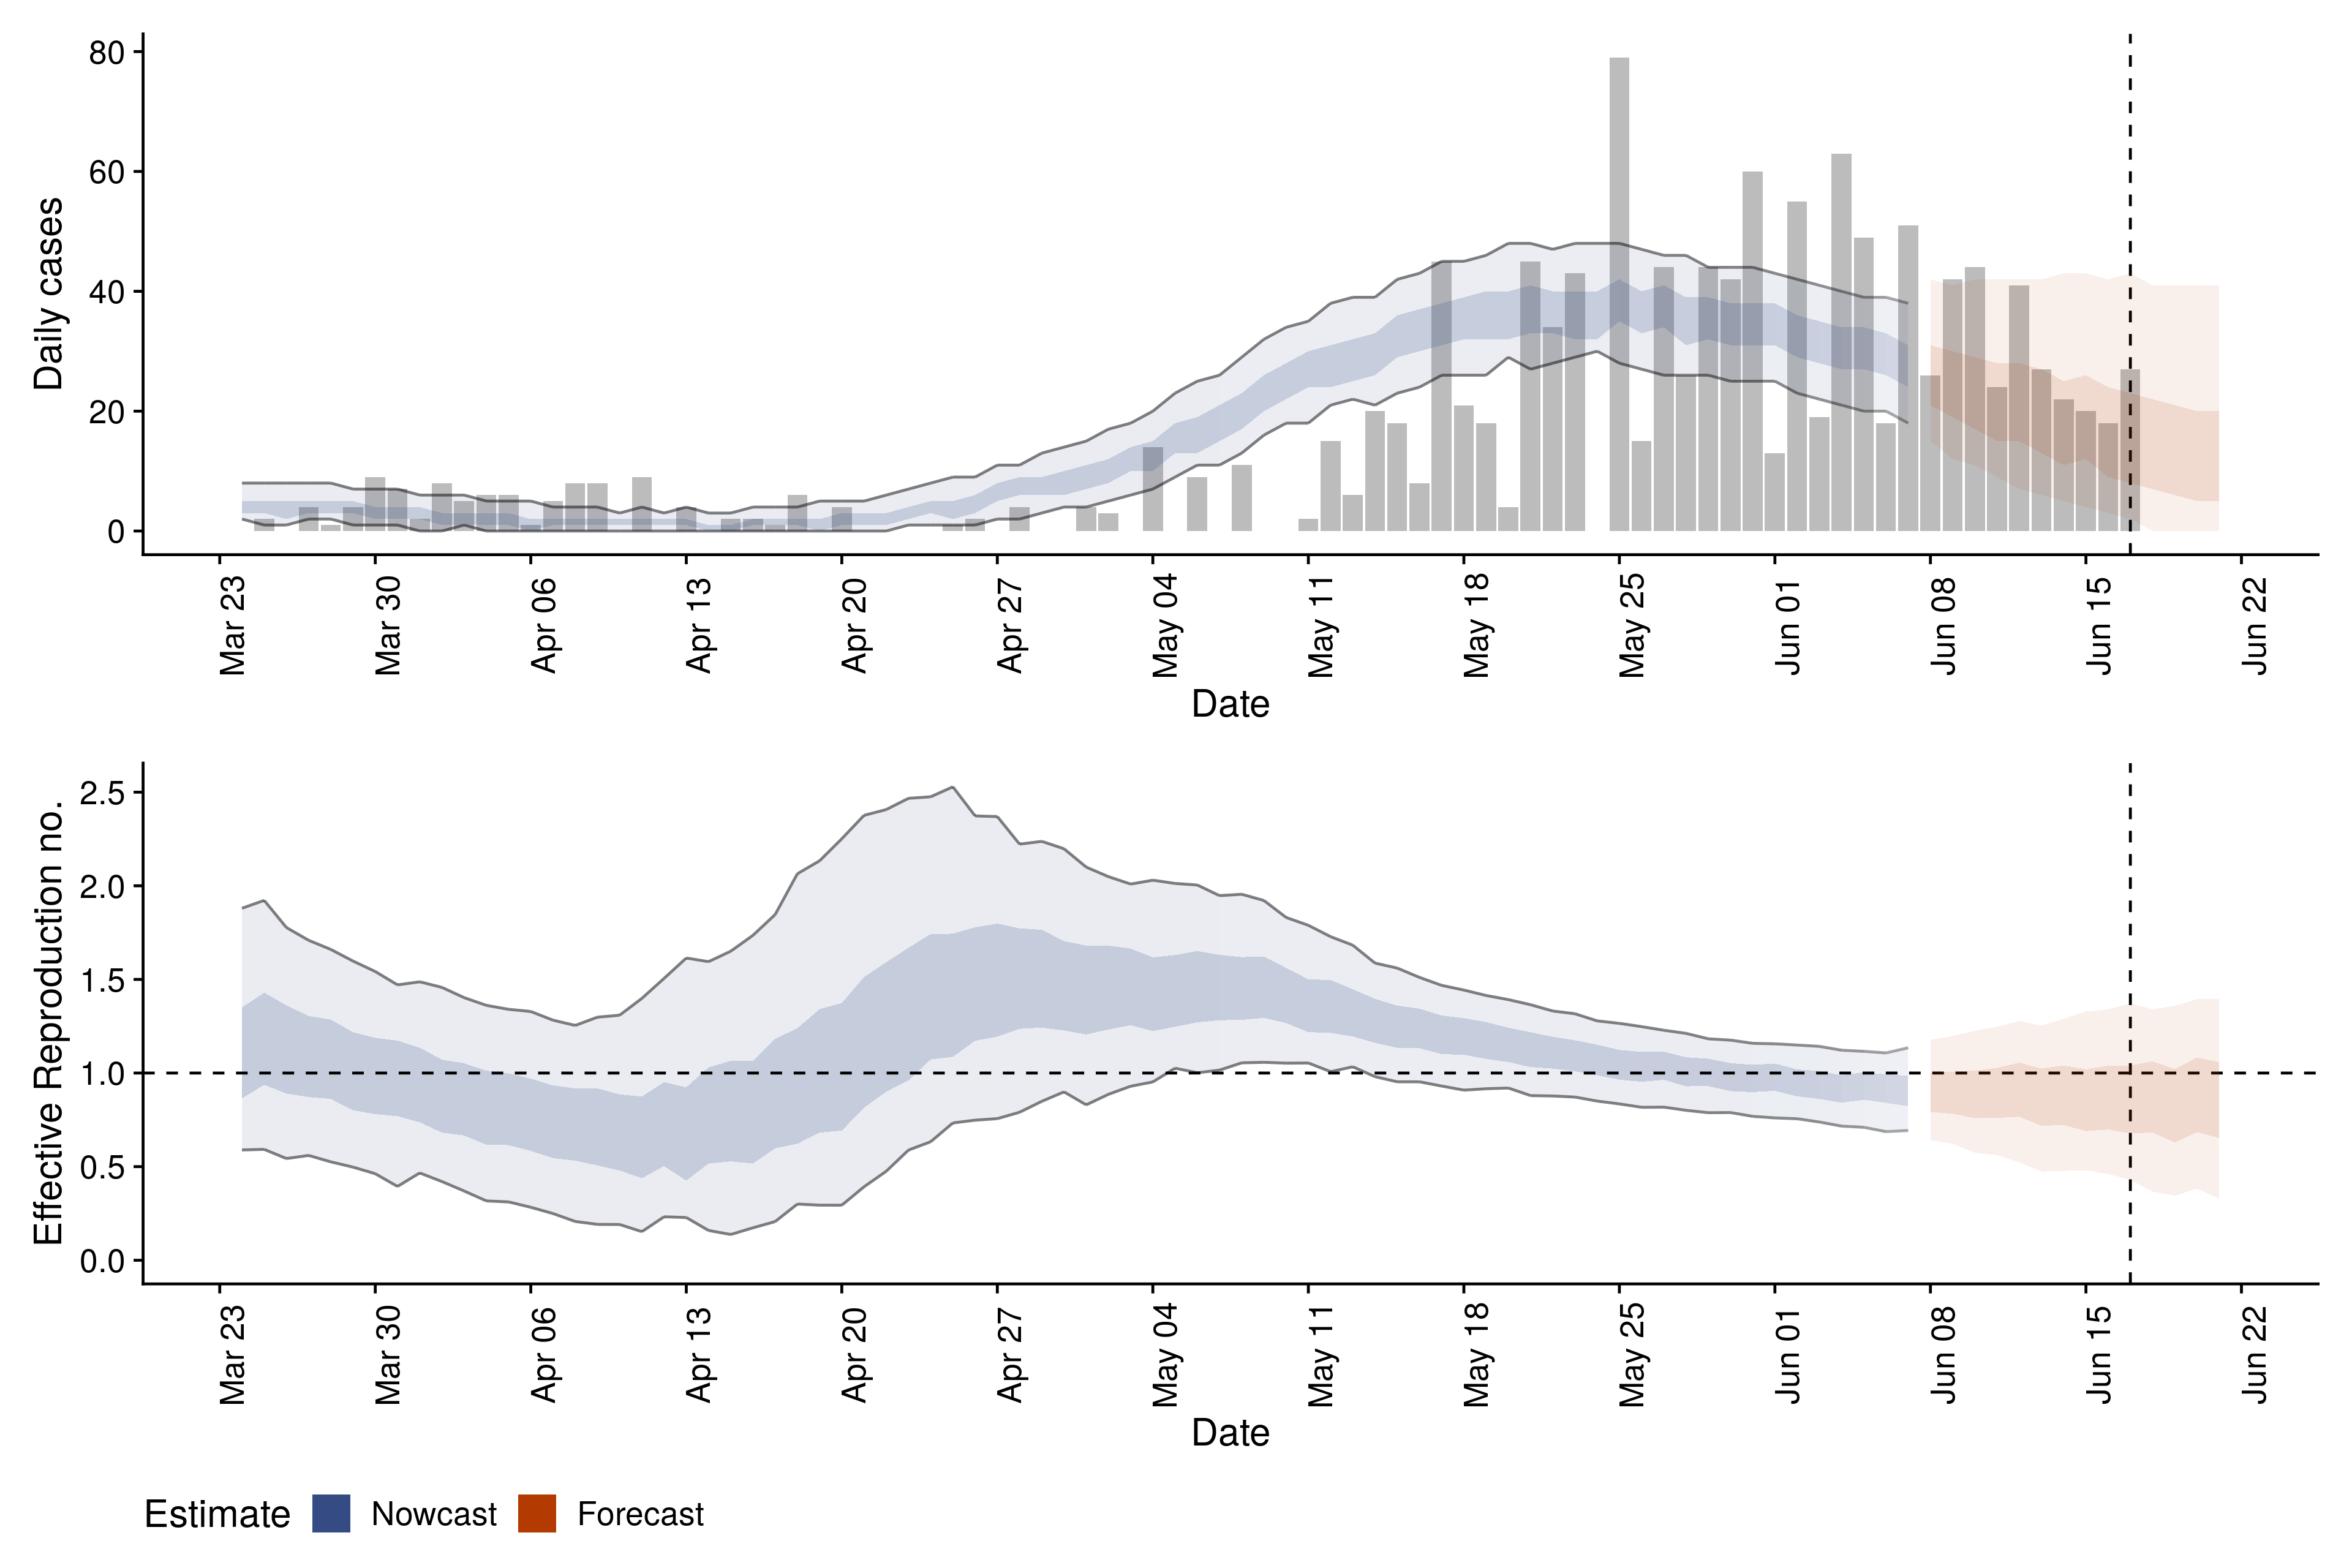 Daily cases
80
60
40
20
0
Mar 23
Mar 30
Apr 06
Apr 13
Apr 20
Apr 27
May 04
May 11
May 18
May 25
Jun 01
Jun 08
Jun 15
Jun 22
Date
Effective Reproduction no.
2.5
2.0
1.5
1.0
0.5
0.0
Mar 23
Mar 30
Apr 06
Apr 13
Apr 20
Apr 27
May 04
May 11
May 18
May 25
Jun 01
Jun 08
Jun 15
Jun 22
Date
Estimate Nowcast Forecast